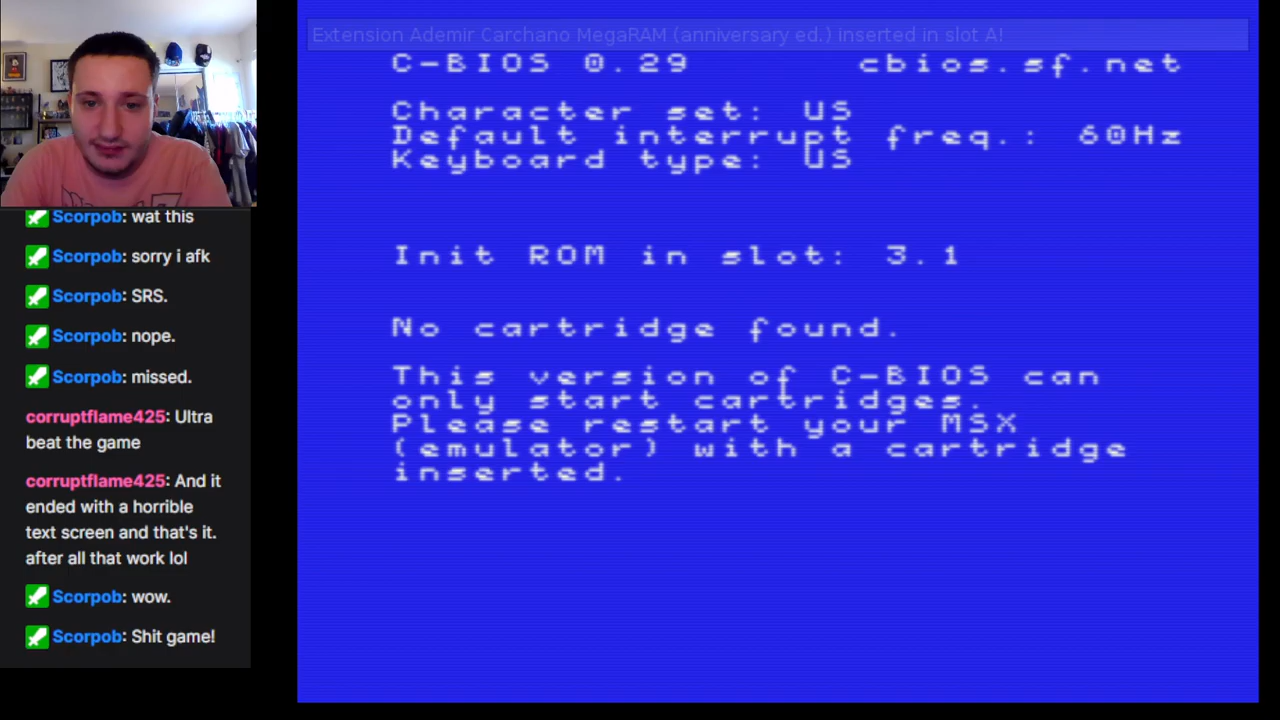 Extension Ademir Carchano MegaRAM (anniversary ed.) inserted in slot A!
C-BIOS 0.29 cbios.sf.net
Character set: US
Default interrupt freq.: 60Hz
Keyboard type: US
Init ROM in slot: 3.1
No cartridge found.
This version of C-BIOS can
only start cartridges.
Please restart your MSX
(emulator) with a cartridge
inserted.
Scorpob: wat this
Scorpob: sorry i afk
Scorpob: SRS.
Scorpob: nope.
Scorpob: missed.
corruptflame425: Ultra
beat the game
corruptflame425: And it
ended with a horrible
text screen and that's it.
after all that work lol
Scorpob: wow.
Scorpob: Shit game!